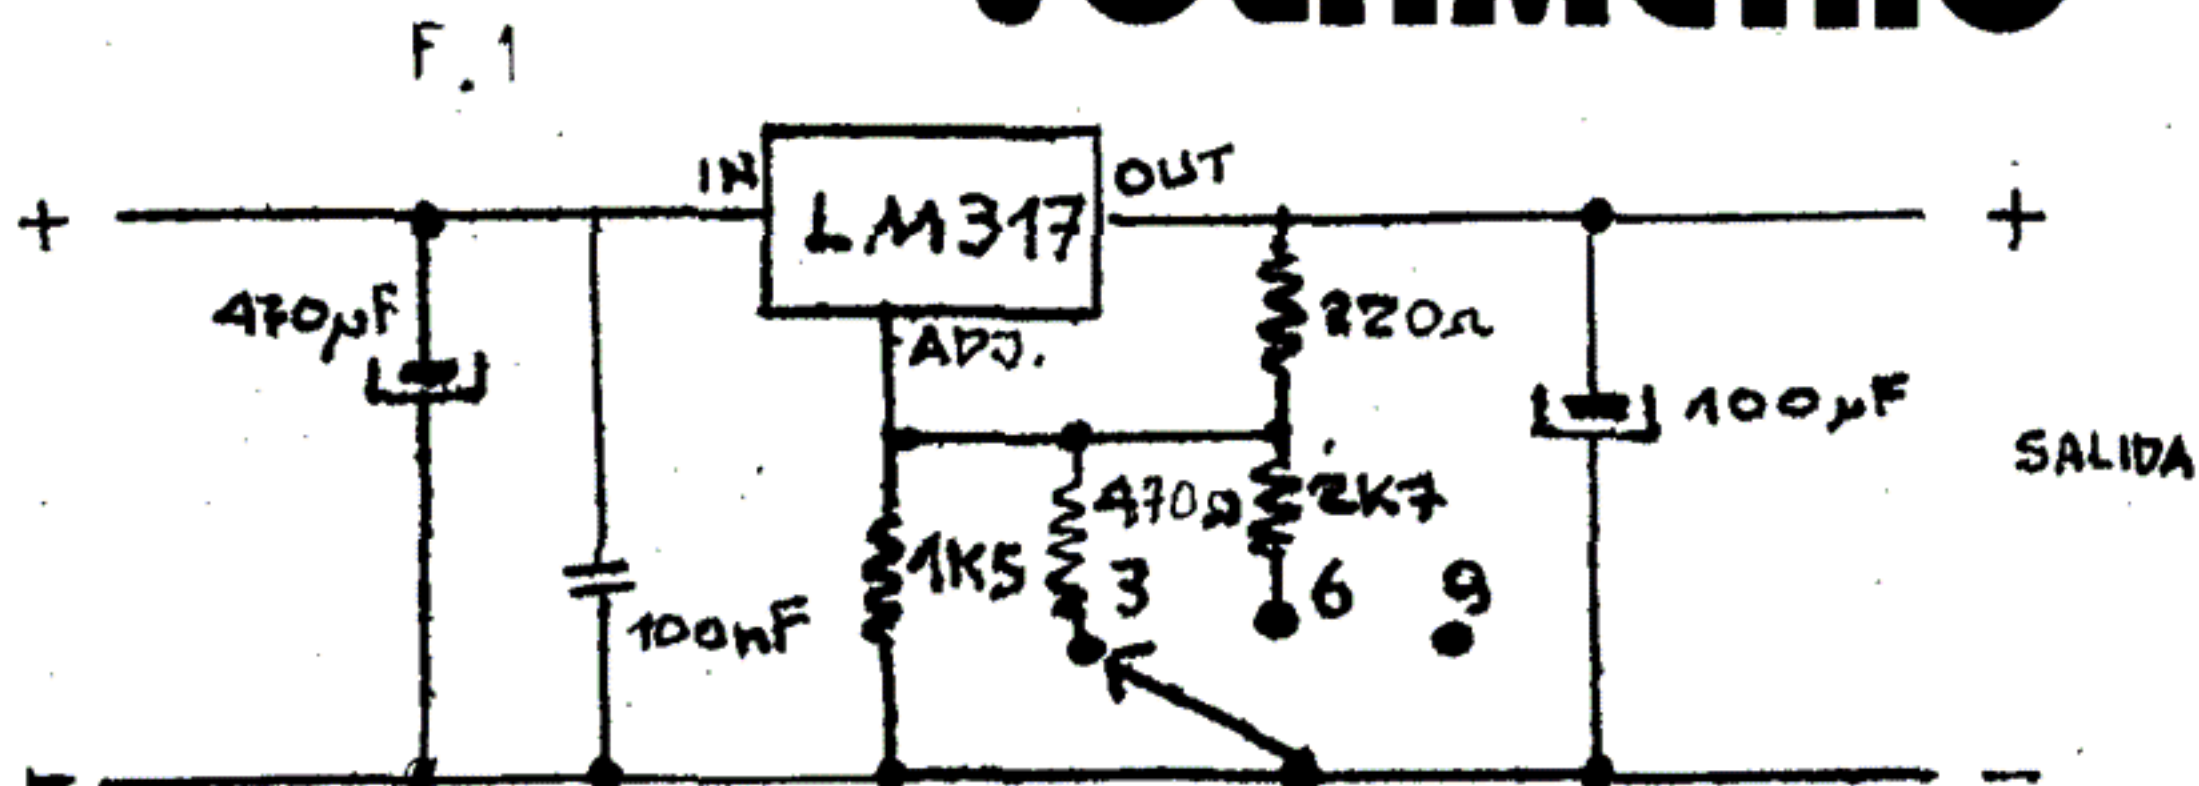 F.1
IN
LM317
OUT
+
+
470µF
ADJ.
220Ω
100µF
SALIDA
1K5
470Ω
2K7
3
6
9
100nF
-
-